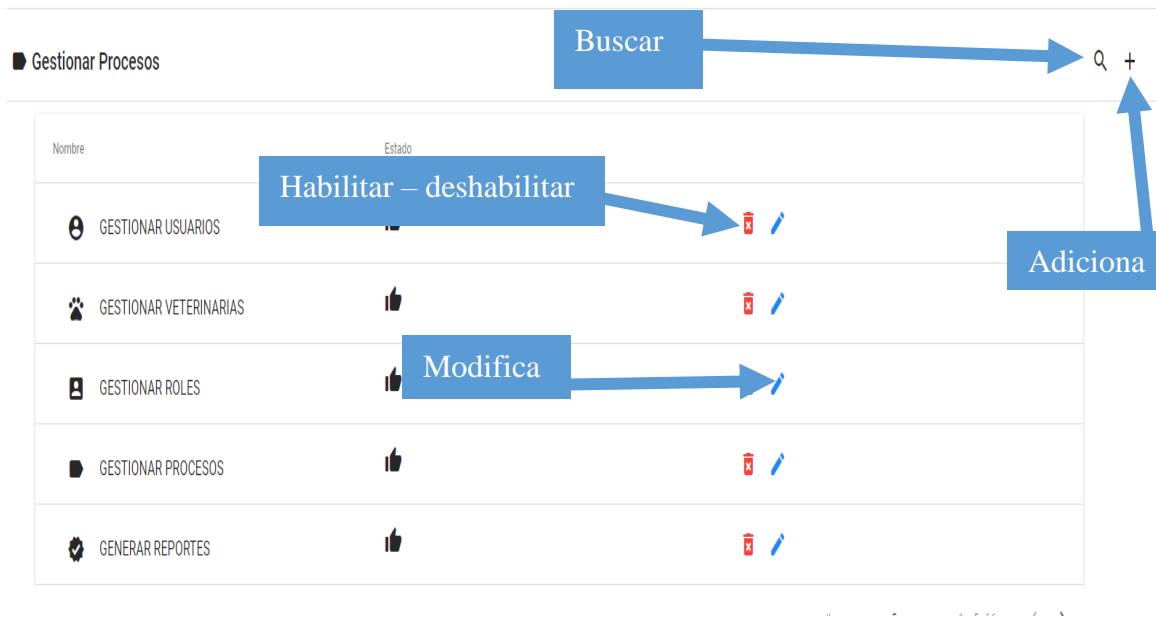 Buscar
Gestionar Procesos
Nombre
Estado
Habilitar – deshabilitar
GESTIONAR USUARIOS
Adiciona
GESTIONAR VETERINARIAS
Modifica
GESTIONAR ROLES
GESTIONAR PROCESOS
GENERAR REPORTES